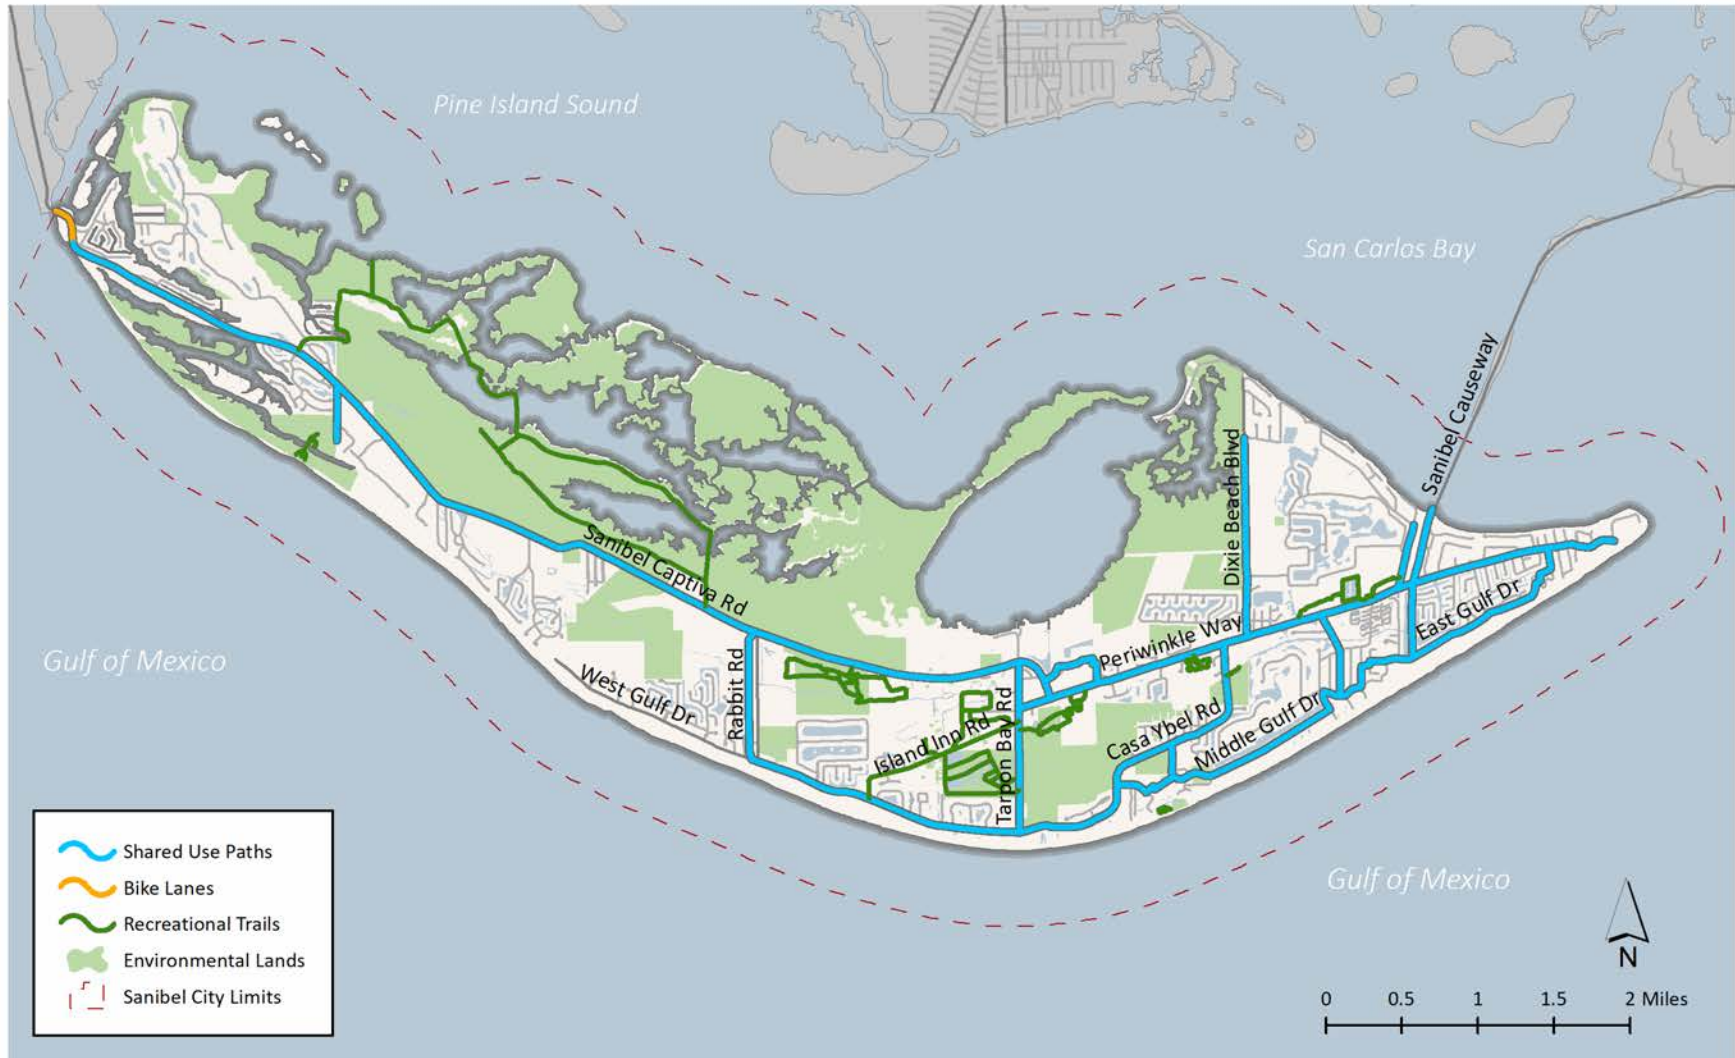 Pine Island Sound
San Carlos Bay
Sanibel Causeway
Dixie Beach Blvd
Sanibel Captiva Rd
Periwinkle Way
East Gulf Dr
Gulf of Mexico
West Gulf Dr
Rabbit Rd
Island Inn Rd
Tarpon Bay Rd
Casa Ybel Rd
Middle Gulf Dr
Gulf of Mexico
Shared Use Paths
Bike Lanes
Recreational Trails
Environmental Lands
Sanibel City Limits
N
0 0.5 1 1.5 2 Miles